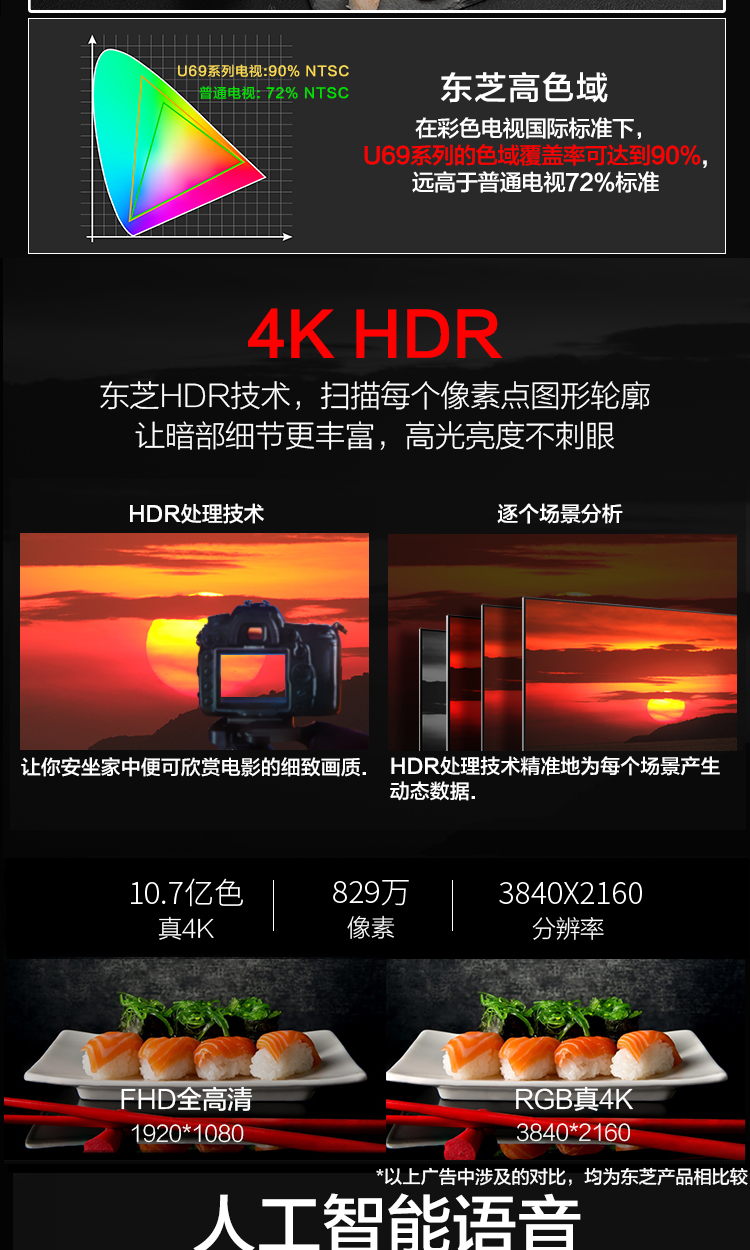 U69系列电视:90% NTSC
普通电视: 72% NTSC
东芝高色域
在彩色电视国际标准下，
U69系列的色域覆盖率可达到90%，
远高于普通电视72%标准
4K HDR
东芝HDR技术，扫描每个像素点图形轮廓
让暗部细节更丰富，高光亮度不刺眼
HDR处理技术
逐个场景分析
让你安坐家中便可欣赏电影的细致画质.
HDR处理技术精准地为每个场景产生
动态数据.
10.7亿色
真4K
829万
像素
3840X2160
分辨率
FHD全高清
1920*1080
RGB真4K
3840*2160
*以上广告中涉及的对比，均为东芝产品相比较
人工智能语音